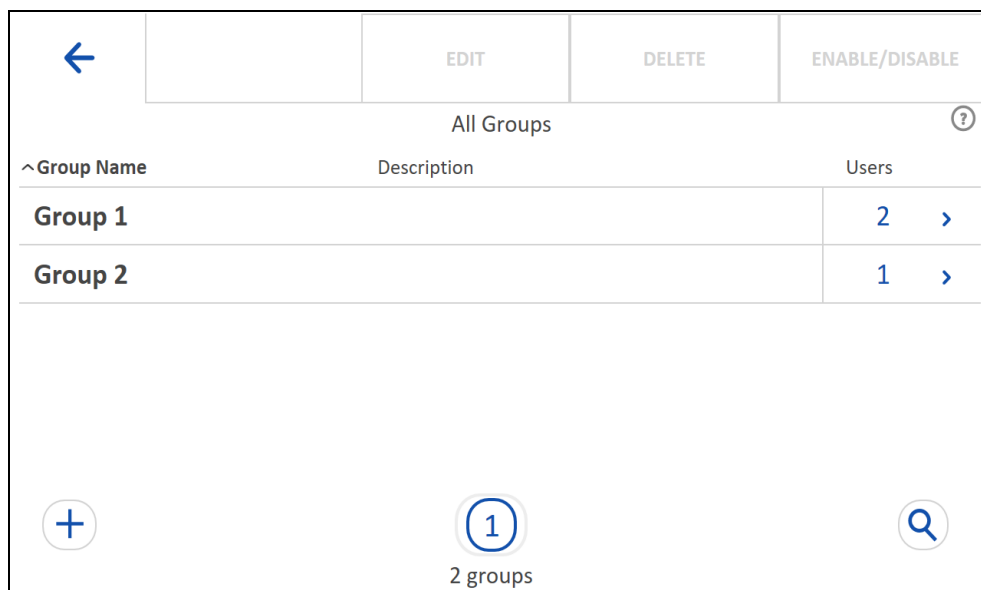 EDIT DELETE ENABLE/DISABLE
All Groups ?
Group Name Description Users
Group 1 2
Group 2 1
1
2 groups